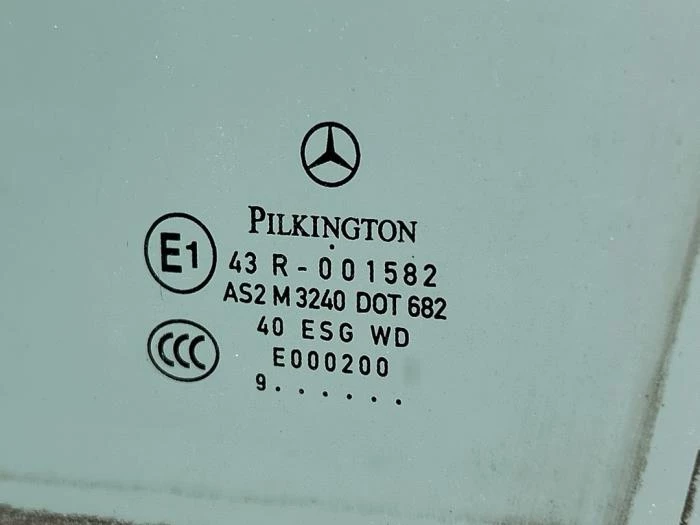 PILKINGTON
E1
43 R - 001582
AS2 M 3240 DOT 682
40 ESG WD
CCC
E000200
9 . . . . . .